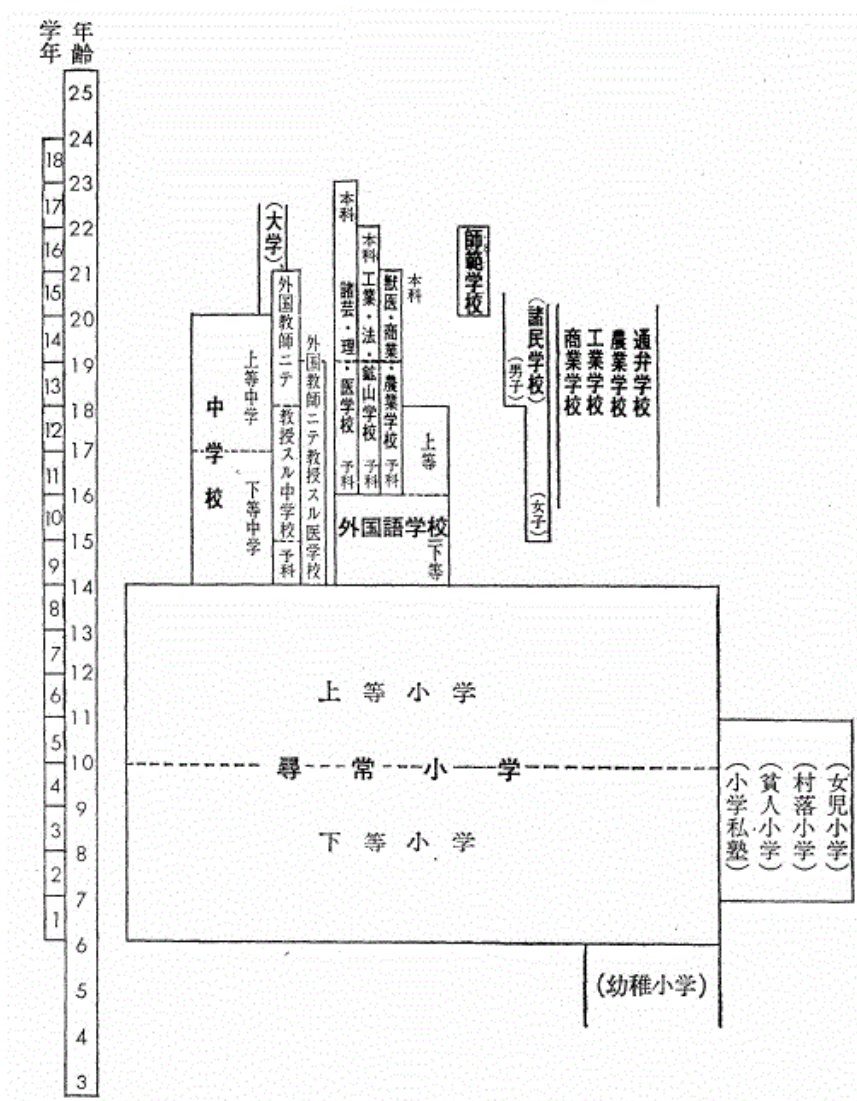 学年
年齢
25
24
23
22
21
20
19
18
17
16
15
14
13
12
11
10
9
8
7
6
5
4
3
18
17
16
15
14
13
12
11
10
9
8
7
6
5
4
3
2
1
中学校
上等中学
下等中学
(大学)
外国教師ニテ教授スル中学校
予科
外国教師ニテ教授スル医学校
本科
諸芸・理・医学校
予科
本科
工業・法・鉱山学校
予科
本科
獣医・商業・農業学校
予科
上等
外国語学校
下等
師範学校
(諸民学校)
(男子)
(女子)
商業学校
工業学校
農業学校
通弁学校
上等小学
尋常小学
下等小学
(小学私塾)
(貧人小学)
(村落小学)
(女児小学)
(幼稚小学)